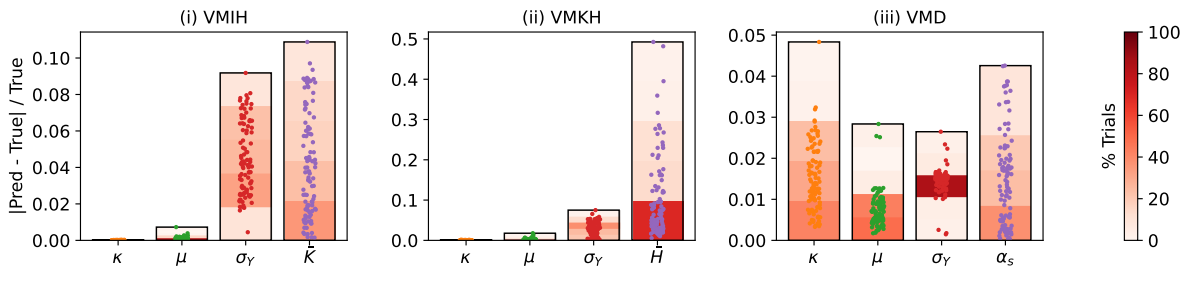 (i) VMIH
(ii) VMKH
(iii) VMD
|Pred - True| / True
0.10
0.08
0.06
0.04
0.02
0.00
κ
μ
σ_Y
K̄
0.5
0.4
0.3
0.2
0.1
0.0
κ
μ
σ_Y
H̄
0.05
0.04
0.03
0.02
0.01
0.00
κ
μ
σ_Y
α_s
% Trials
100
80
60
40
20
0